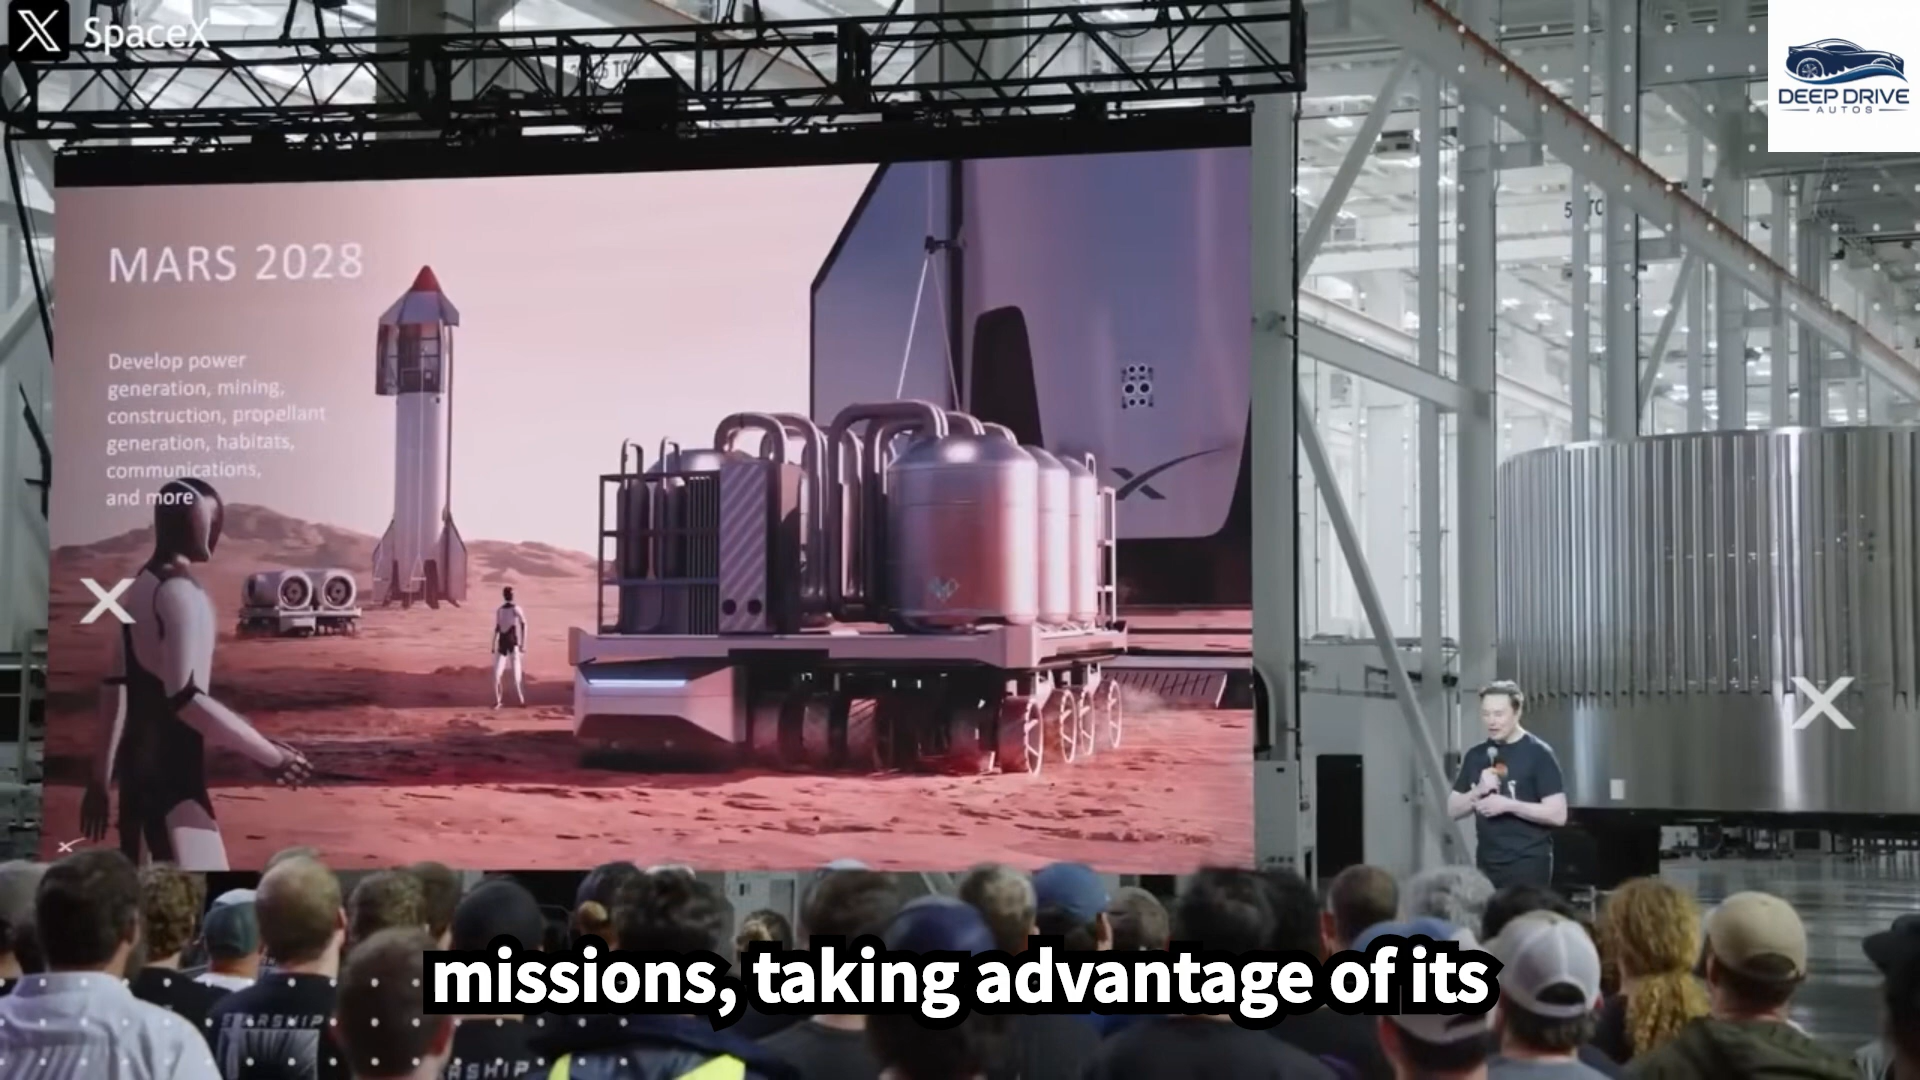 X SpaceX
DEEP DRIVE
AUTOS
MARS 2028
Develop power
generation, mining,
construction, propellant
generation, habitats,
communications,
and more
missions, taking advantage of its
STARSHIP